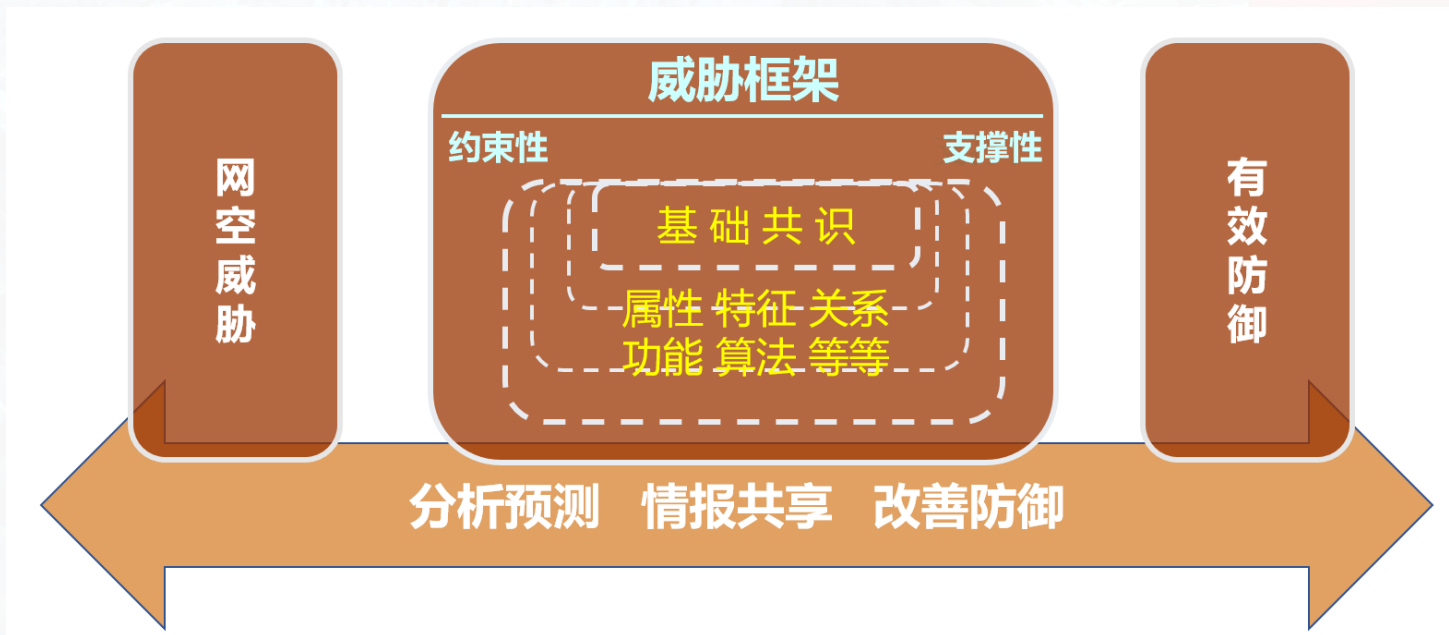 威胁框架
约束性 支撑性
网空威胁
基础共识
属性 特征 关系
功能 算法 等等
有效防御
分析预测 情报共享 改善防御